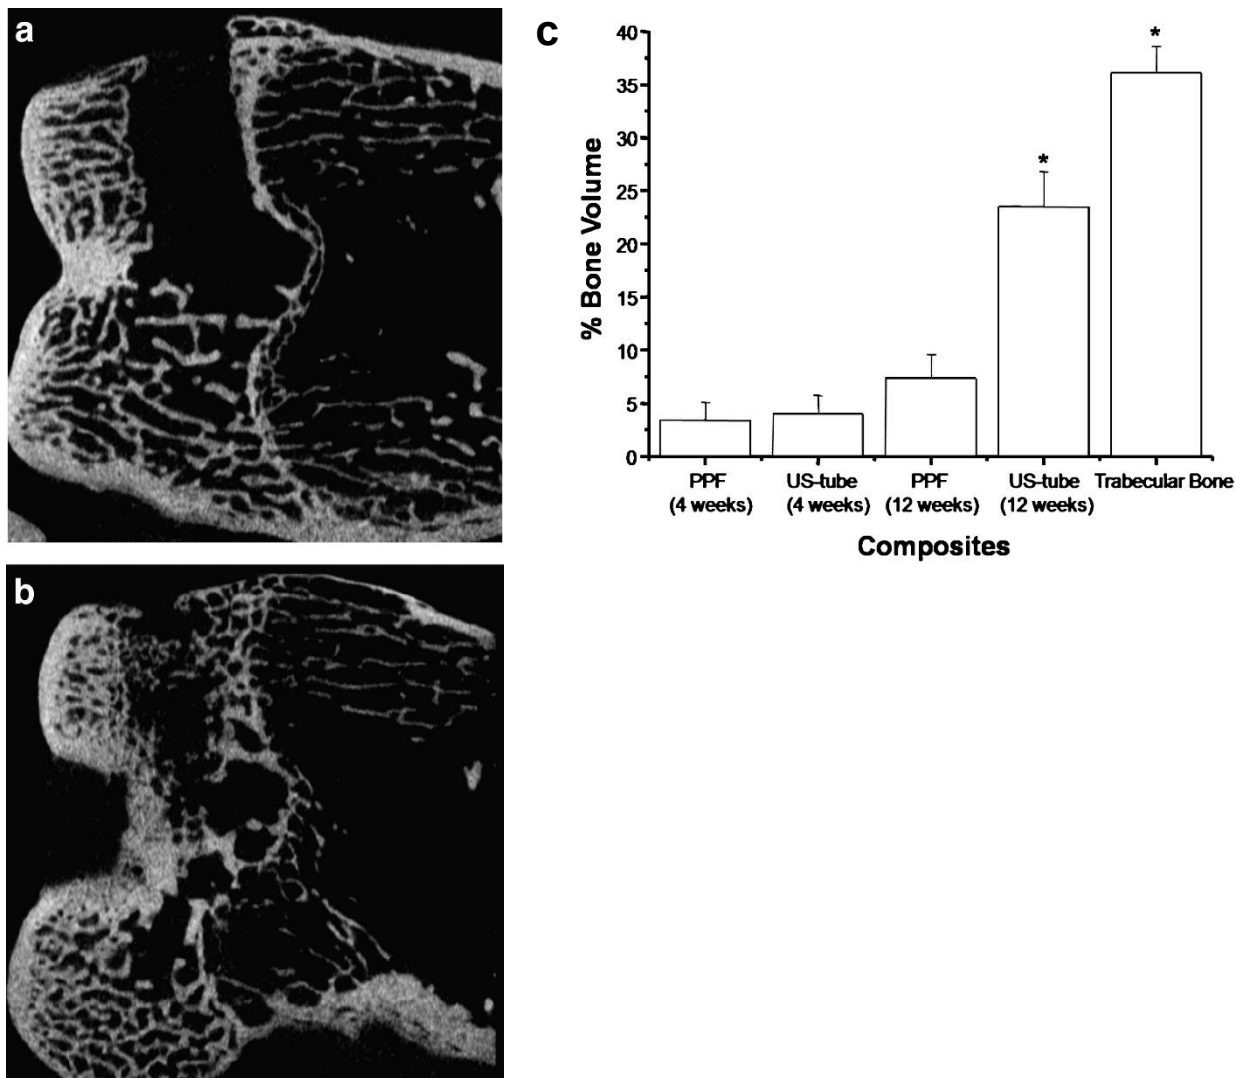 a
b
c
% Bone Volume
40
35
30
25
20
15
10
5
0
*
*
PPF
(4 weeks)
US-tube
(4 weeks)
PPF
(12 weeks)
US-tube
(12 weeks)
Trabecular Bone
Composites